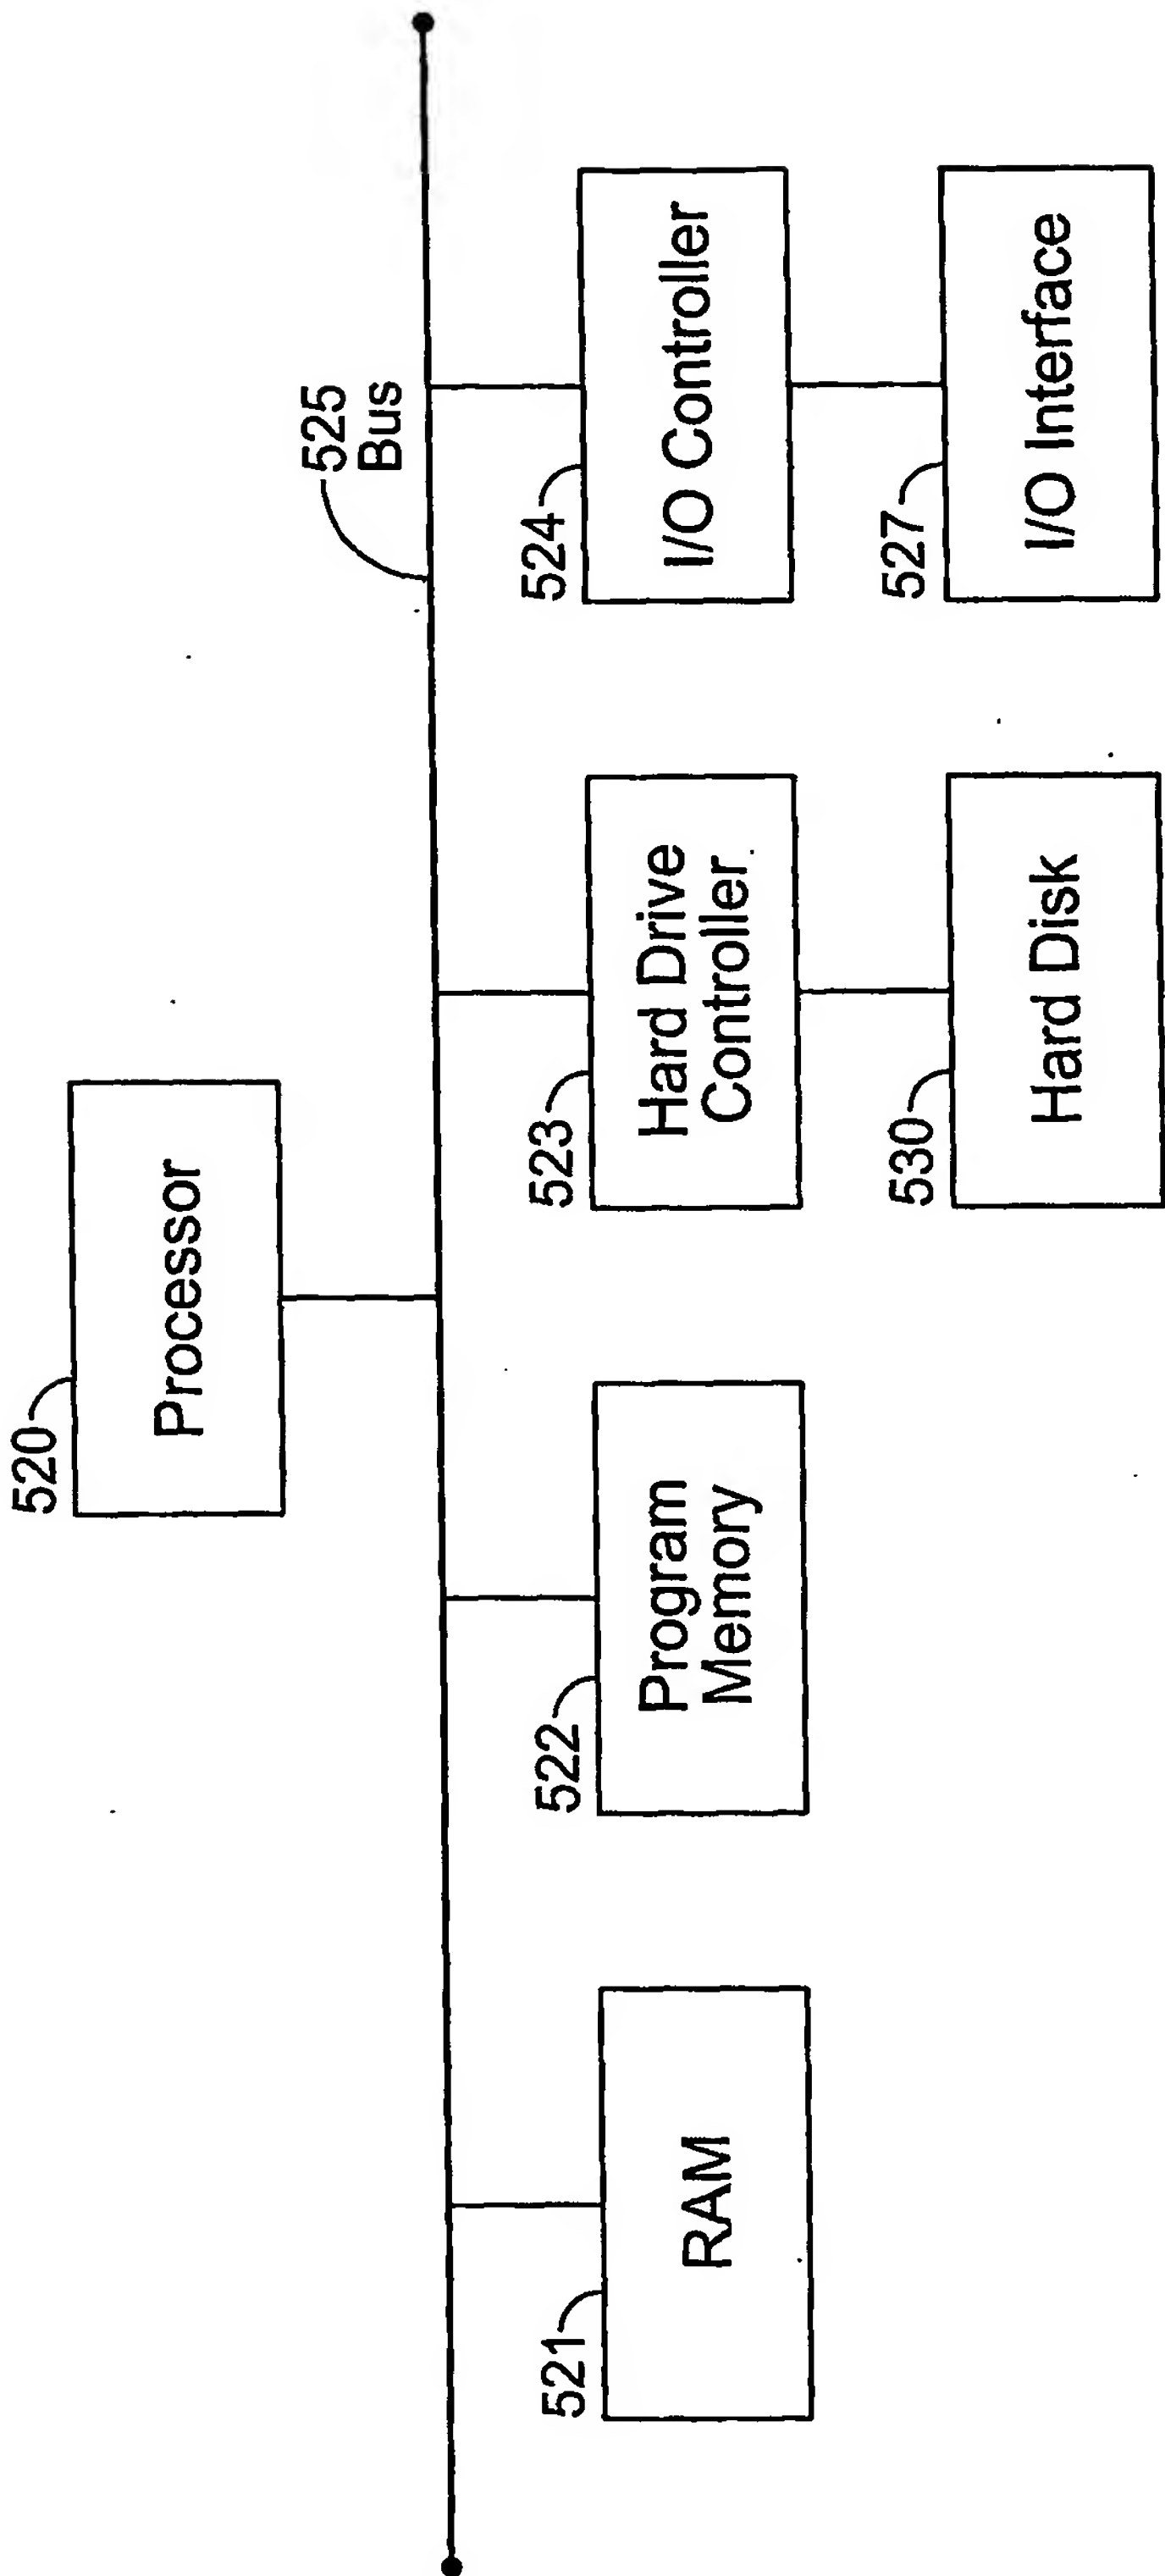 520
Processor
525
Bus
521
RAM
522
Program
Memory
523
Hard Drive
Controller
524
I/O Controller
530
Hard Disk
527
I/O Interface